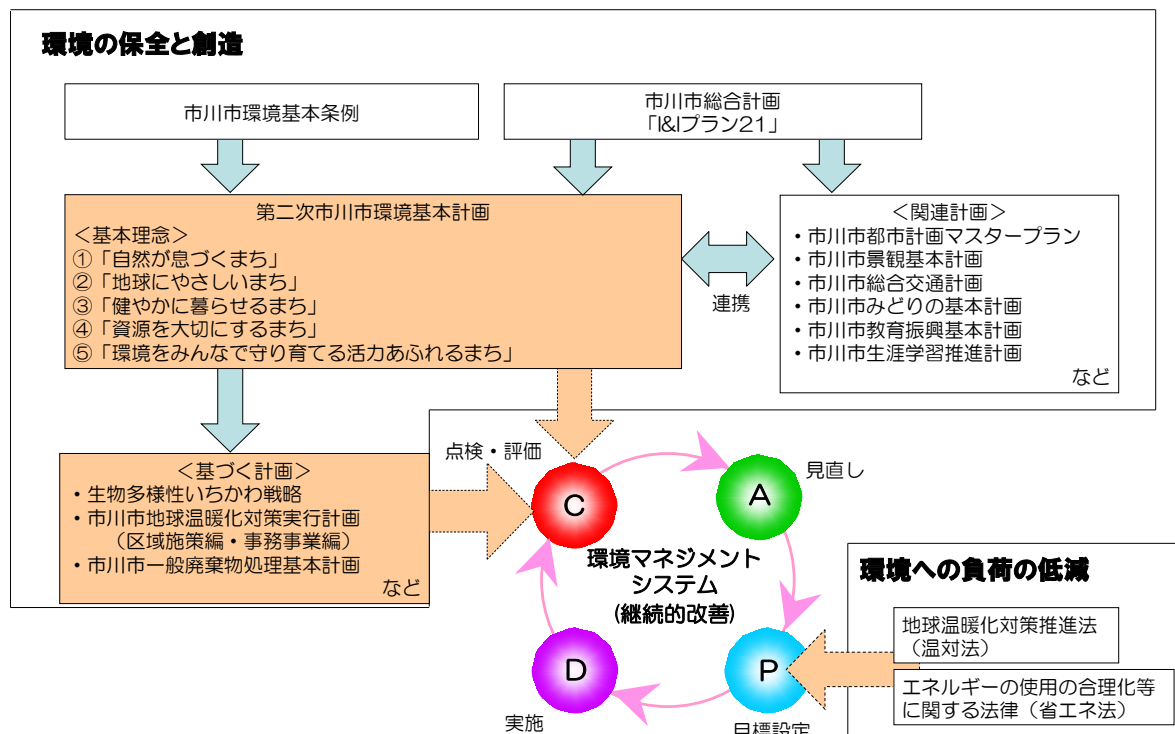 環境の保全と創造
市川市環境基本条例
市川市総合計画
「I&Iプラン21」
第二次市川市環境基本計画
＜基本理念＞
①「自然が息づくまち」
②「地球にやさしいまち」
③「健やかに暮らせるまち」
④「資源を大切にするまち」
⑤「環境をみんなで守り育てる活力あふれるまち」
連携
＜関連計画＞
・市川市都市計画マスタープラン
・市川市景観基本計画
・市川市総合交通計画
・市川市みどりの基本計画
・市川市教育振興基本計画
・市川市生涯学習推進計画
など
＜基づく計画＞
・生物多様性いちかわ戦略
・市川市地球温暖化対策実行計画
（区域施策編・事務事業編）
・市川市一般廃棄物処理基本計画
など
点検・評価
C
A
見直し
環境マネジメント
システム
(継続的改善)
D
実施
P
目標設定
環境への負荷の低減
地球温暖化対策推進法
（温対法）
エネルギーの使用の合理化等
に関する法律（省エネ法）